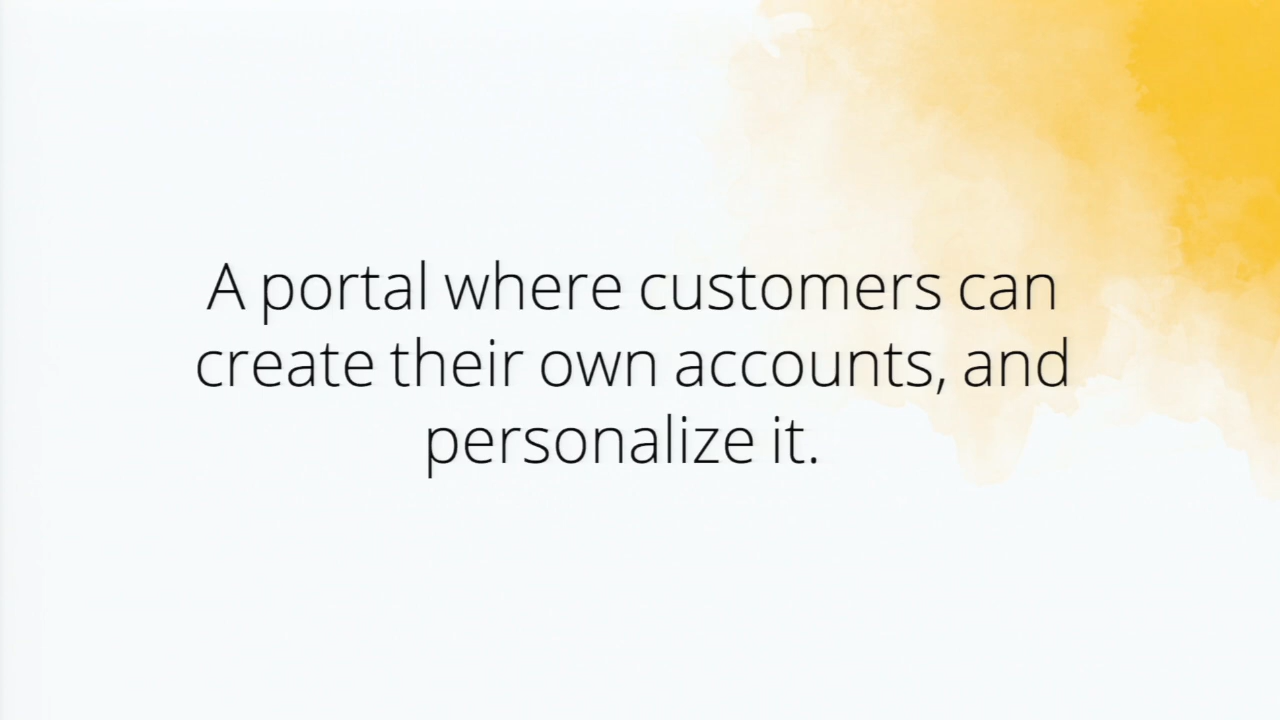 A portal where customers can
create their own accounts, and
personalize it.